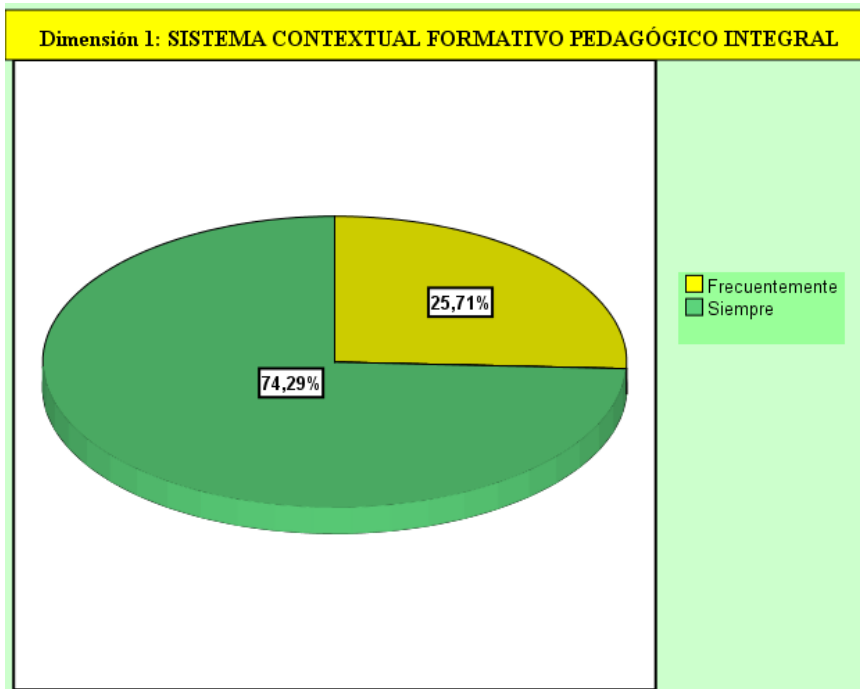 Dimensión 1: SISTEMA CONTEXTUAL FORMATIVO PEDAGÓGICO INTEGRAL
25,71%
74,29%
Frecuentemente
Siempre